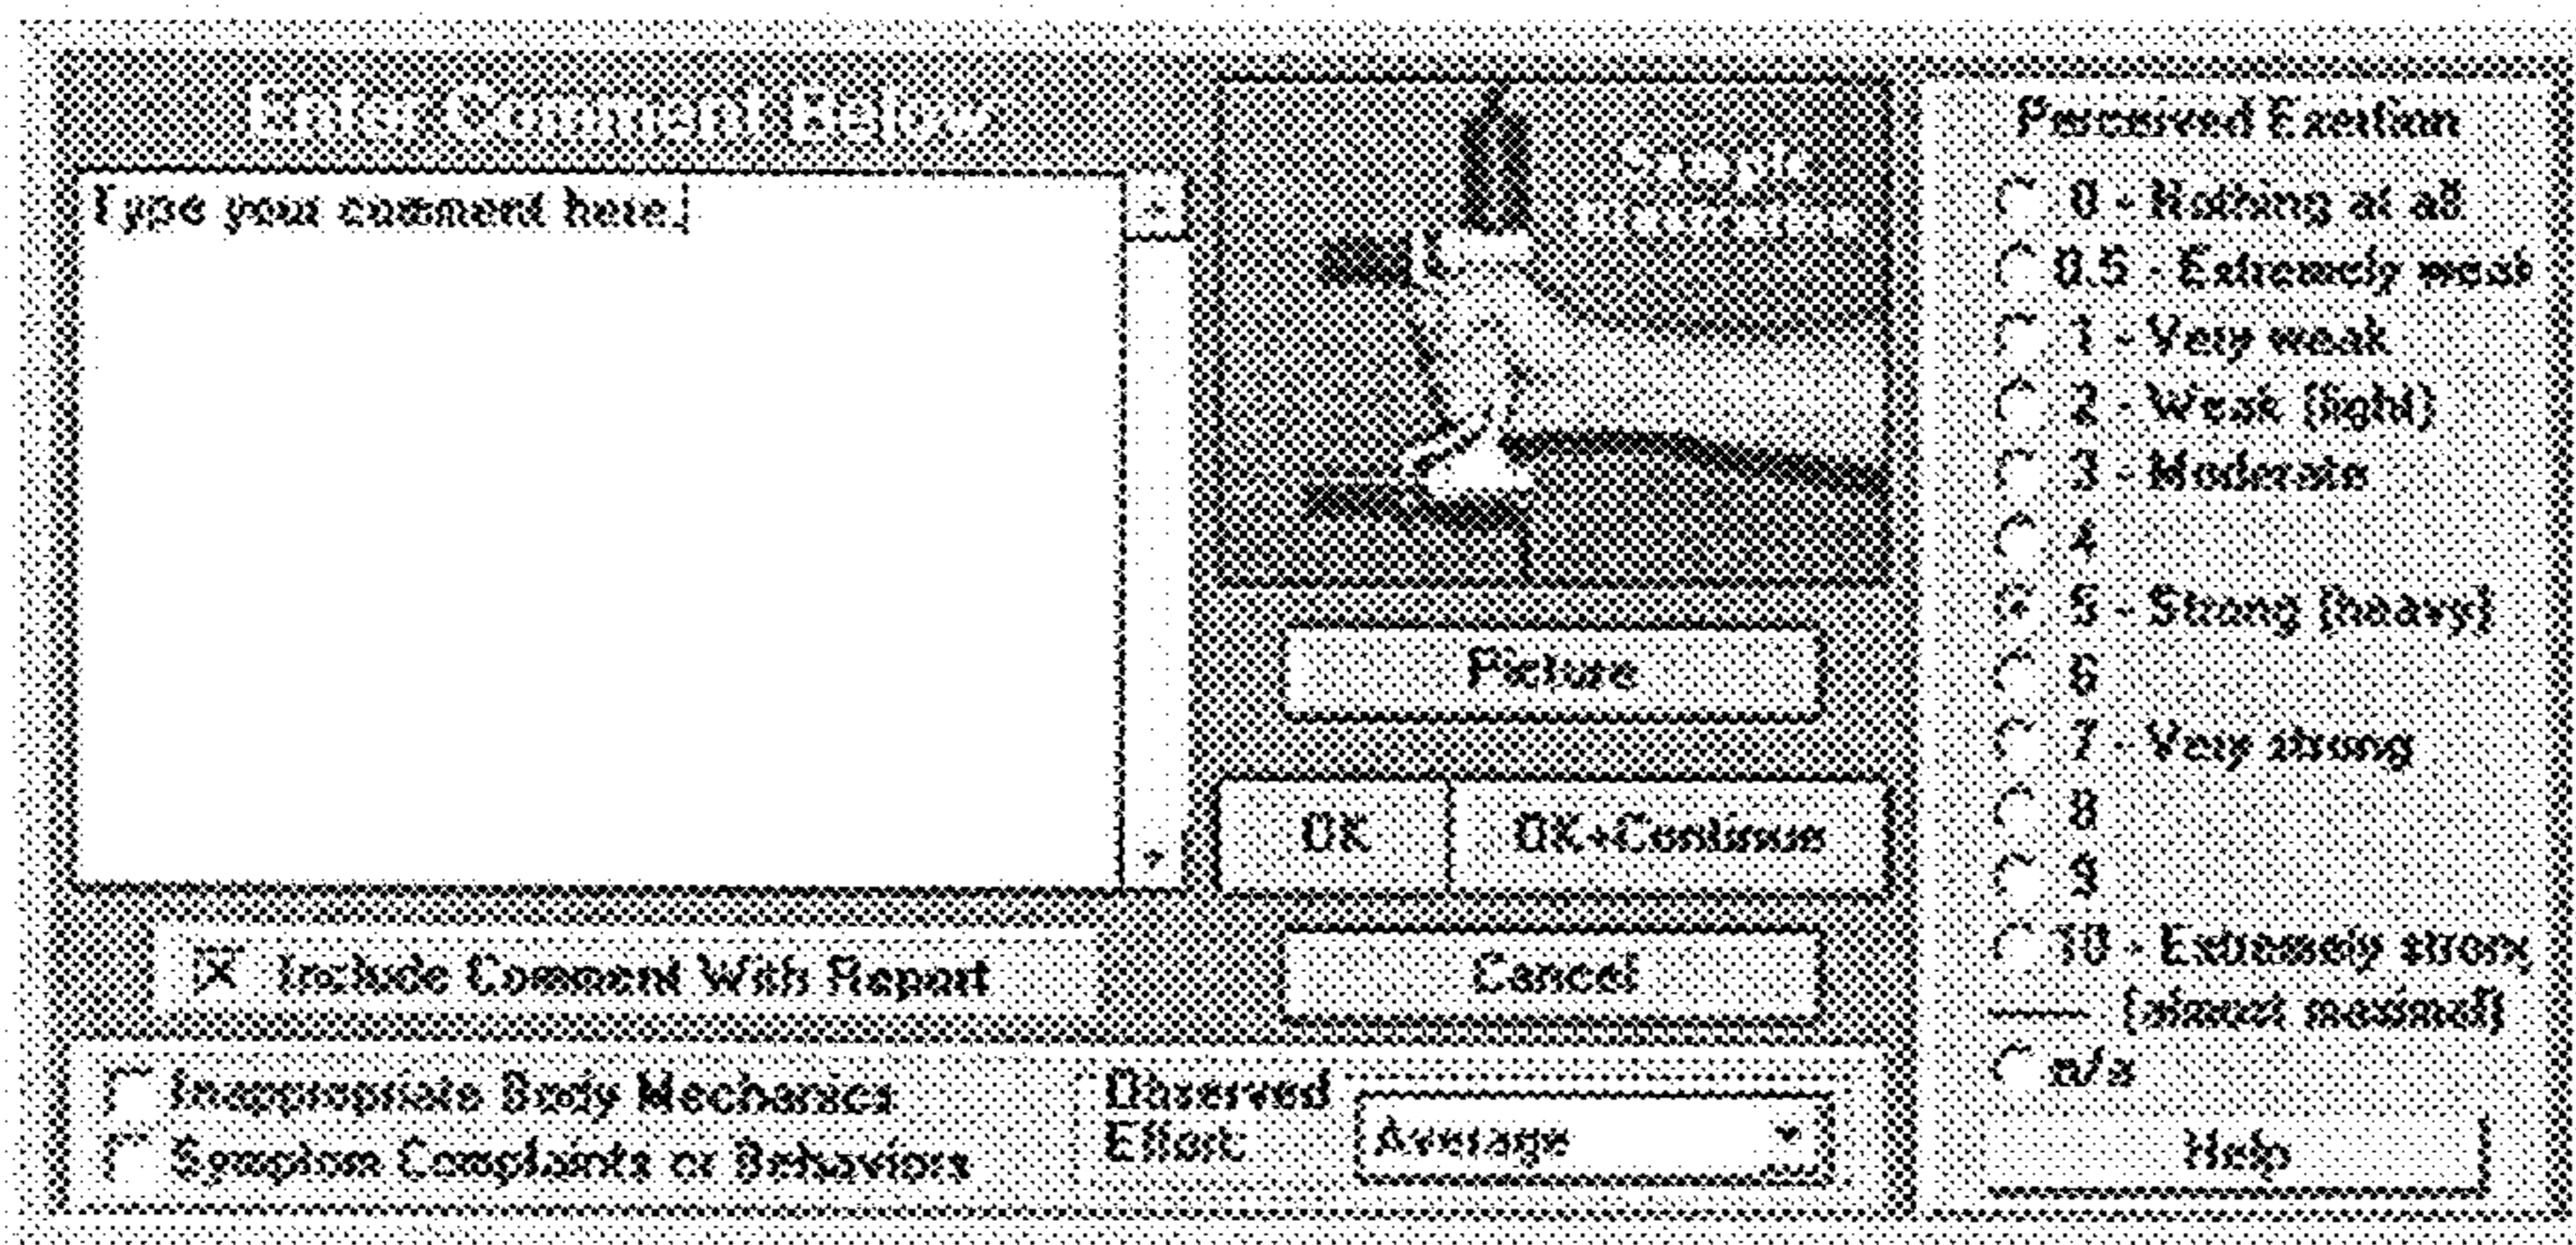 Enter Comment Below:
Type your comment here.
Include Comment With Report
Inappropriate Body Mechanics
Symptom Complaints or Behaviors
Sample
Picture
OK
OK+Continue
Cancel
Observed
Effort:
Average
Perceived Exertion
0 - Nothing at all
0.5 - Extremely weak
1 - Very weak
2 - Weak (light)
3 - Moderate
4
5 - Strong (heavy)
6
7 - Very strong
8
9
10 - Extremely strong
(almost maximal)
n/a
Help